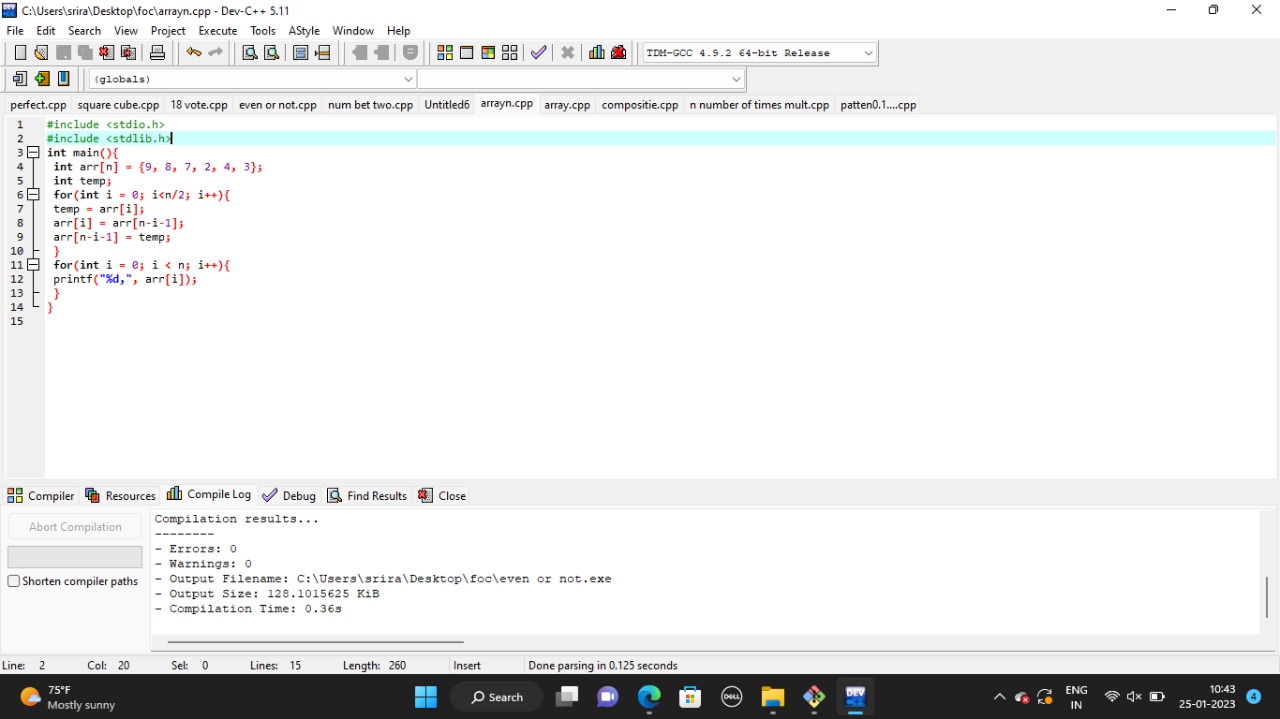 C:\Users\srira\Desktop\foc\arrayn.cpp - Dev-C++ 5.11
File Edit Search View Project Execute Tools AStyle Window Help
TDM-GCC 4.9.2 64-bit Release
(globals)
perfect.cpp square cube.cpp 18 vote.cpp even or not.cpp num bet two.cpp Untitled6 arrayn.cpp array.cpp compositie.cpp n number of times mult.cpp patten0.1....cpp
1 #include <stdio.h>
2 #include <stdlib.h>
3 int main(){
4 int arr[n] = {9, 8, 7, 2, 4, 3};
5 int temp;
6 for(int i = 0; i<n/2; i++){
7 temp = arr[i];
8 arr[i] = arr[n-i-1];
9 arr[n-i-1] = temp;
10 }
11 for(int i = 0; i < n; i++){
12 printf("%d,", arr[i]);
13 }
14 }
15
Compiler Resources Compile Log Debug Find Results Close
Abort Compilation
Shorten compiler paths
Compilation results...
--------
- Errors: 0
- Warnings: 0
- Output Filename: C:\Users\srira\Desktop\foc\even or not.exe
- Output Size: 128.1015625 KiB
- Compilation Time: 0.36s
Line: 2 Col: 20 Sel: 0 Lines: 15 Length: 260 Insert Done parsing in 0.125 seconds
75°F
Mostly sunny
Search
DELL
DEV
ENG
IN
10:43
25-01-2023
4